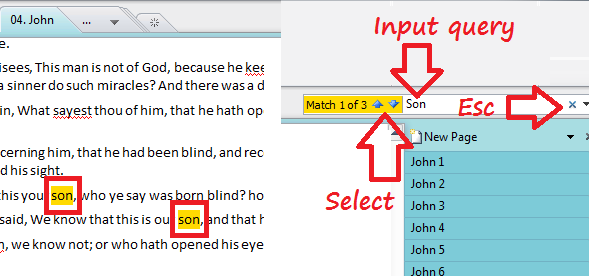 04. John
...
e.
isees, This man is not of God, because he kee
a sinner do such miracles? And there was a d
in, What sayest thou of him, that he hath ope
cerning him, that he had been blind, and rece
d his sight.
this your son, who ye say was born blind? ho
said, We know that this is our son, and that h
n, we know not; or who hath opened his eye
Input query
Match 1 of 3
Son
Esc
Select
New Page
John 1
John 2
John 3
John 4
John 5
John 6